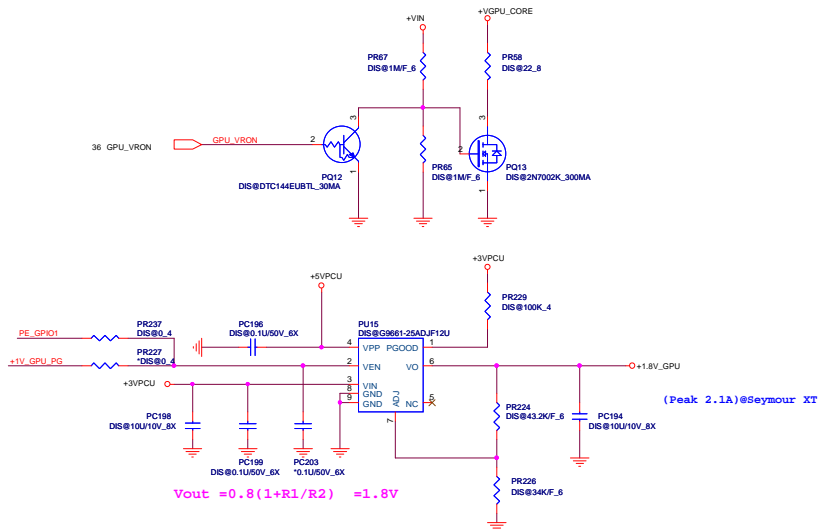 +VIN
+VGPU_CORE
PR67
DIS@1M/F_6
PR58
DIS@22_8
3
3
36 GPU_VRON
GPU_VRON
2
2
PR65
DIS@1M/F_6
PQ13
DIS@2N7002K_300MA
PQ12
DIS@DTC144EUBTL_30MA
1
1
+3VPCU
+5VPCU
PR229
DIS@100K_4
PE_GPIO1
PR237
DIS@0_4
PC196
DIS@0.1U/50V_6X
PU15
DIS@G9661-25ADJF12U
4
VPP
PGOOD
1
+1V_GPU_PG
PR227
*DIS@0_4
2
VEN
VO
6
+1.8V_GPU
+3VPCU
3
VIN
8
GND
9
GND
ADJ
NC
5
7
(Peak 2.1A)@Seymour XT
PC198
DIS@10U/10V_8X
PC199
DIS@0.1U/50V_6X
PC203
*0.1U/50V_6X
PR224
DIS@43.2K/F_6
PC194
DIS@10U/10V_8X
PR226
DIS@34K/F_6
Vout =0.8(1+R1/R2) =1.8V